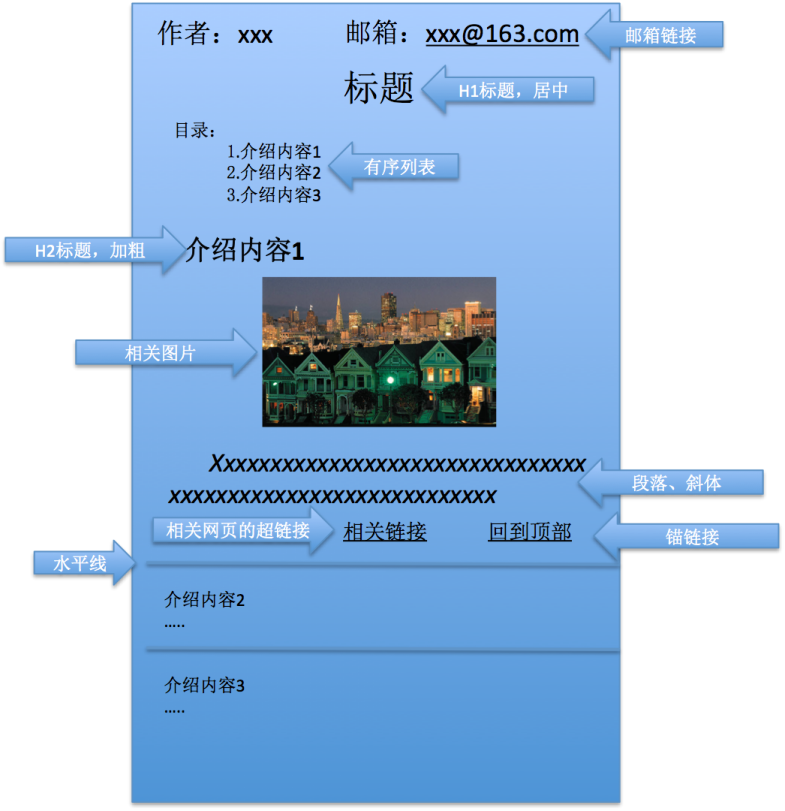 作者：xxx 邮箱：xxx@163.com 邮箱链接
标题 H1标题，居中
目录：
1.介绍内容1
2.介绍内容2 有序列表
3.介绍内容3
H2标题，加粗 介绍内容1
相关图片
Xxxxxxxxxxxxxxxxxxxxxxxxxxxxxxxx
xxxxxxxxxxxxxxxxxxxxxxxxxxxx 段落、斜体
相关网页的超链接 相关链接 回到顶部 锚链接
水平线
介绍内容2
.....
介绍内容3
.....